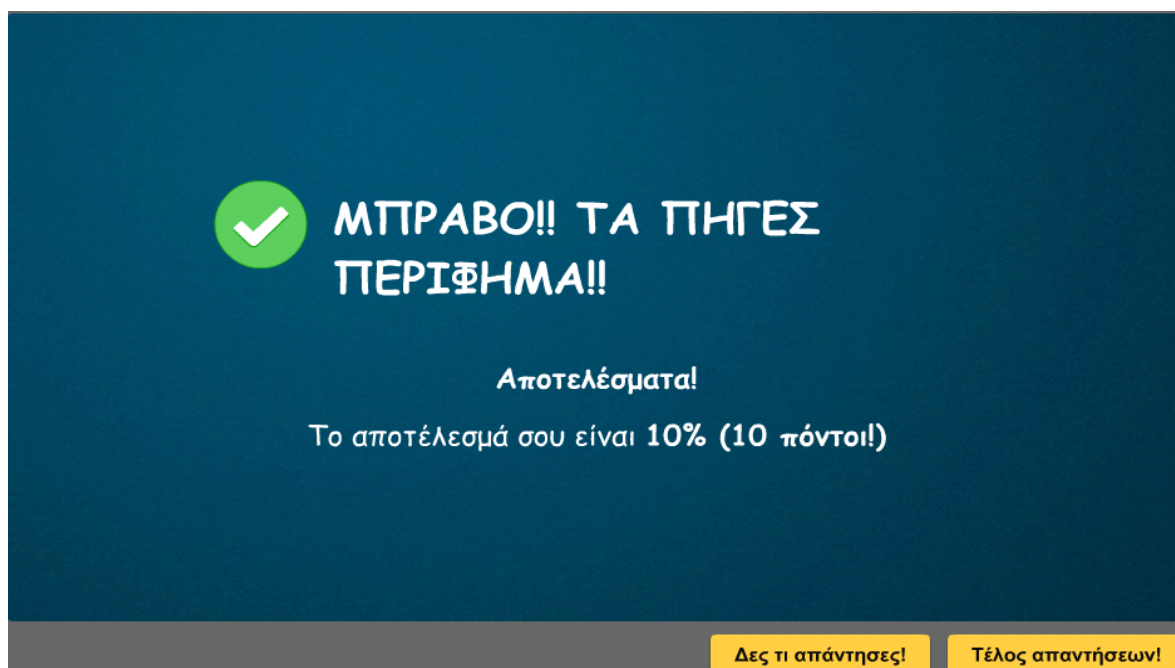 ΜΠΡΑΒΟ!! ΤΑ ΠΗΓΕΣ
ΠΕΡΙΦΗΜΑ!!
Αποτελέσματα!
Το αποτέλεσμά σου είναι 10% (10 πόντοι!)
Δες τι απάντησες!
Τέλος απαντήσεων!